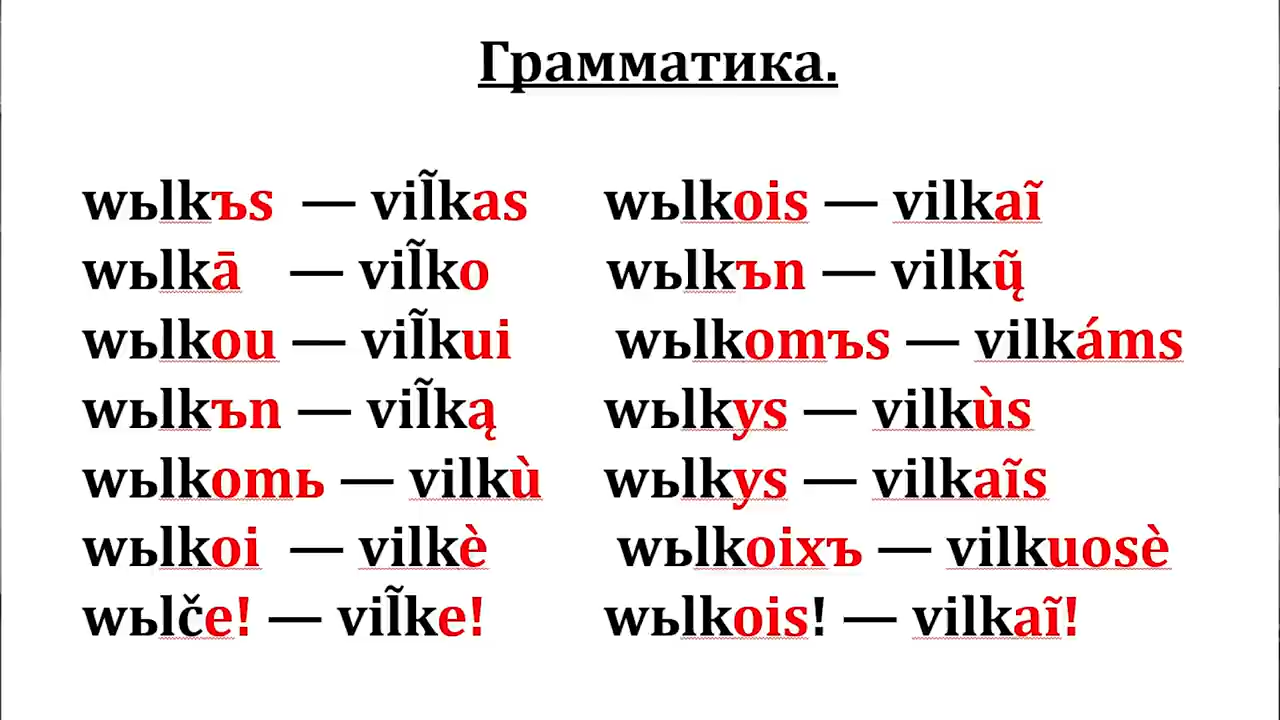 Грамматика.
wьlkъs — vil̃kas wьlkois — vilkaĩ
wьlkā — vil̃ko wьlkъn — vilkų̃
wьlkou — vil̃kui wьlkomъs — vilkáms
wьlkъn — vil̃ką wьlkys — vilkùs
wьlkomь — vilkù wьlkys — vilkaĩs
wьlkoi — vilkè wьlkoixъ — vilkuosè
wьlče! — vil̃ke! wьlkois! — vilkaĩ!